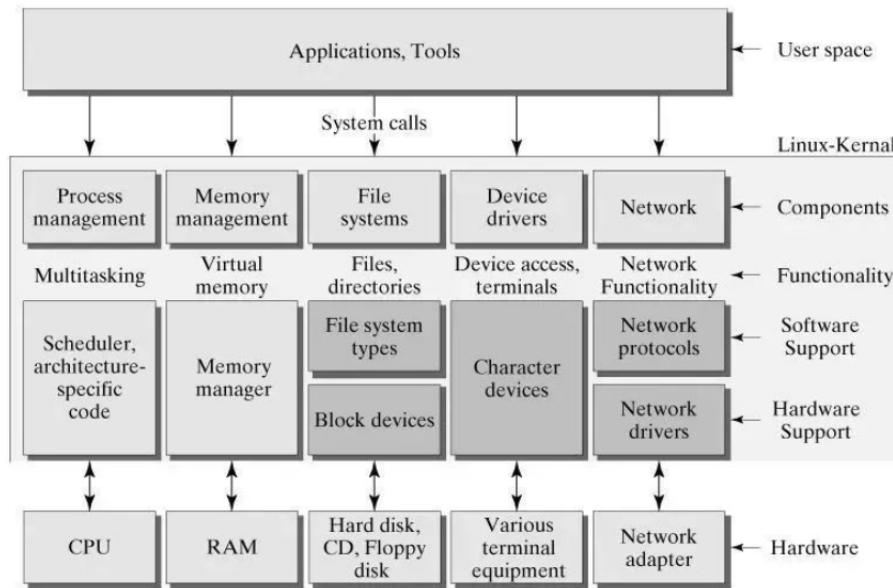 Applications, Tools
User space
System calls
Linux-Kernal
Process
management
Memory
management
File
systems
Device
drivers
Network
Components
Multitasking
Virtual
memory
Files,
directories
Device access,
terminals
Network
Functionality
Functionality
Scheduler,
architecture-
specific
code
Memory
manager
File system
types
Block devices
Character
devices
Network
protocols
Network
drivers
Software
Support
Hardware
Support
CPU
RAM
Hard disk,
CD, Floppy
disk
Various
terminal
equipment
Network
adapter
Hardware